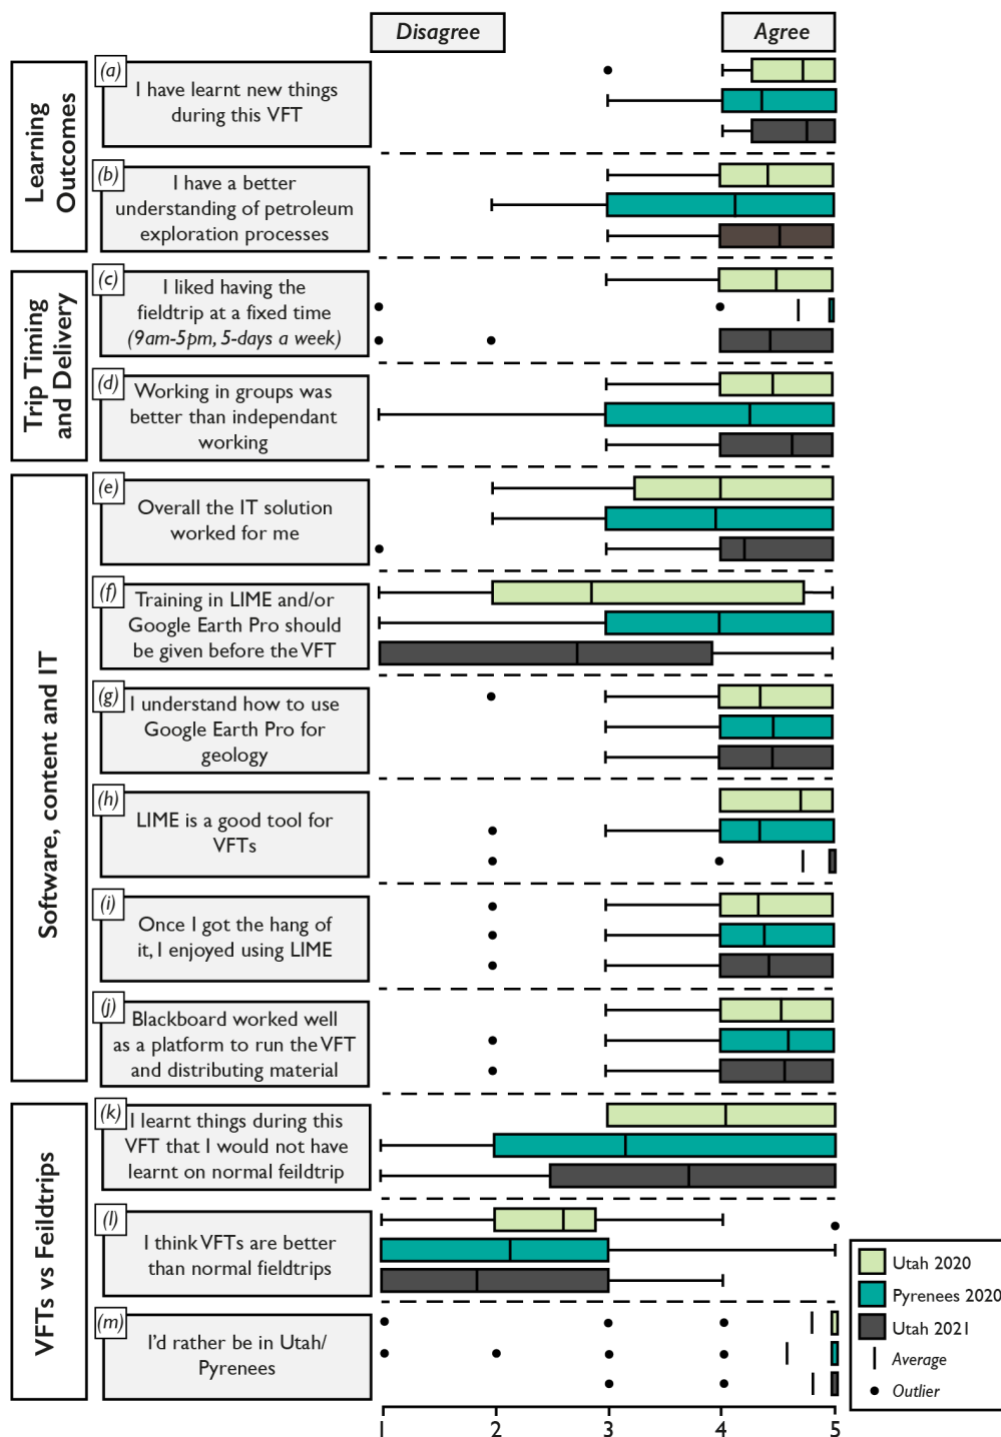 Disagree
Agree
Learning
Outcomes
(a)
I have learnt new things
during this VFT
(b)
I have a better
understanding of petroleum
exploration processes
Trip Timing
and Delivery
(c)
I liked having the
fieldtrip at a fixed time
(9am-5pm, 5-days a week)
(d)
Working in groups was
better than independant
working
Software, content and IT
(e)
Overall the IT solution
worked for me
(f)
Training in LIME and/or
Google Earth Pro should
be given before the VFT
(g)
I understand how to use
Google Earth Pro for
geology
(h)
LIME is a good tool for
VFTs
(i)
Once I got the hang of
it, I enjoyed using LIME
(j)
Blackboard worked well
as a platform to run the VFT
and distributing material
VFTs vs Feildtrips
(k)
I learnt things during this
VFT that I would not have
learnt on normal feildtrip
(l)
I think VFTs are better
than normal fieldtrips
(m)
I'd rather be in Utah/
Pyrenees
Utah 2020
Pyrenees 2020
Utah 2021
Average
Outlier
1 2 3 4 5